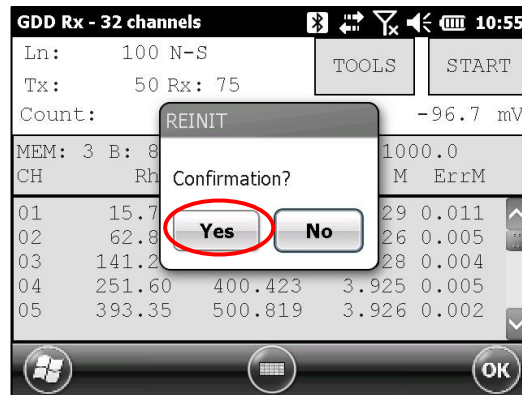 GDD Rx - 32 channels 10:55
Ln: 100 N-S
Tx: 50 Rx: 75
TOOLS START
Count: -96.7 mV
REINIT
Confirmation?
Yes No
MEM: 3 B: 8 1000.0
CH Rh M ErrM
01 15.7 29 0.011
02 62.8 26 0.005
03 141.2 28 0.004
04 251.60 400.423 3.925 0.005
05 393.35 500.819 3.926 0.002
OK